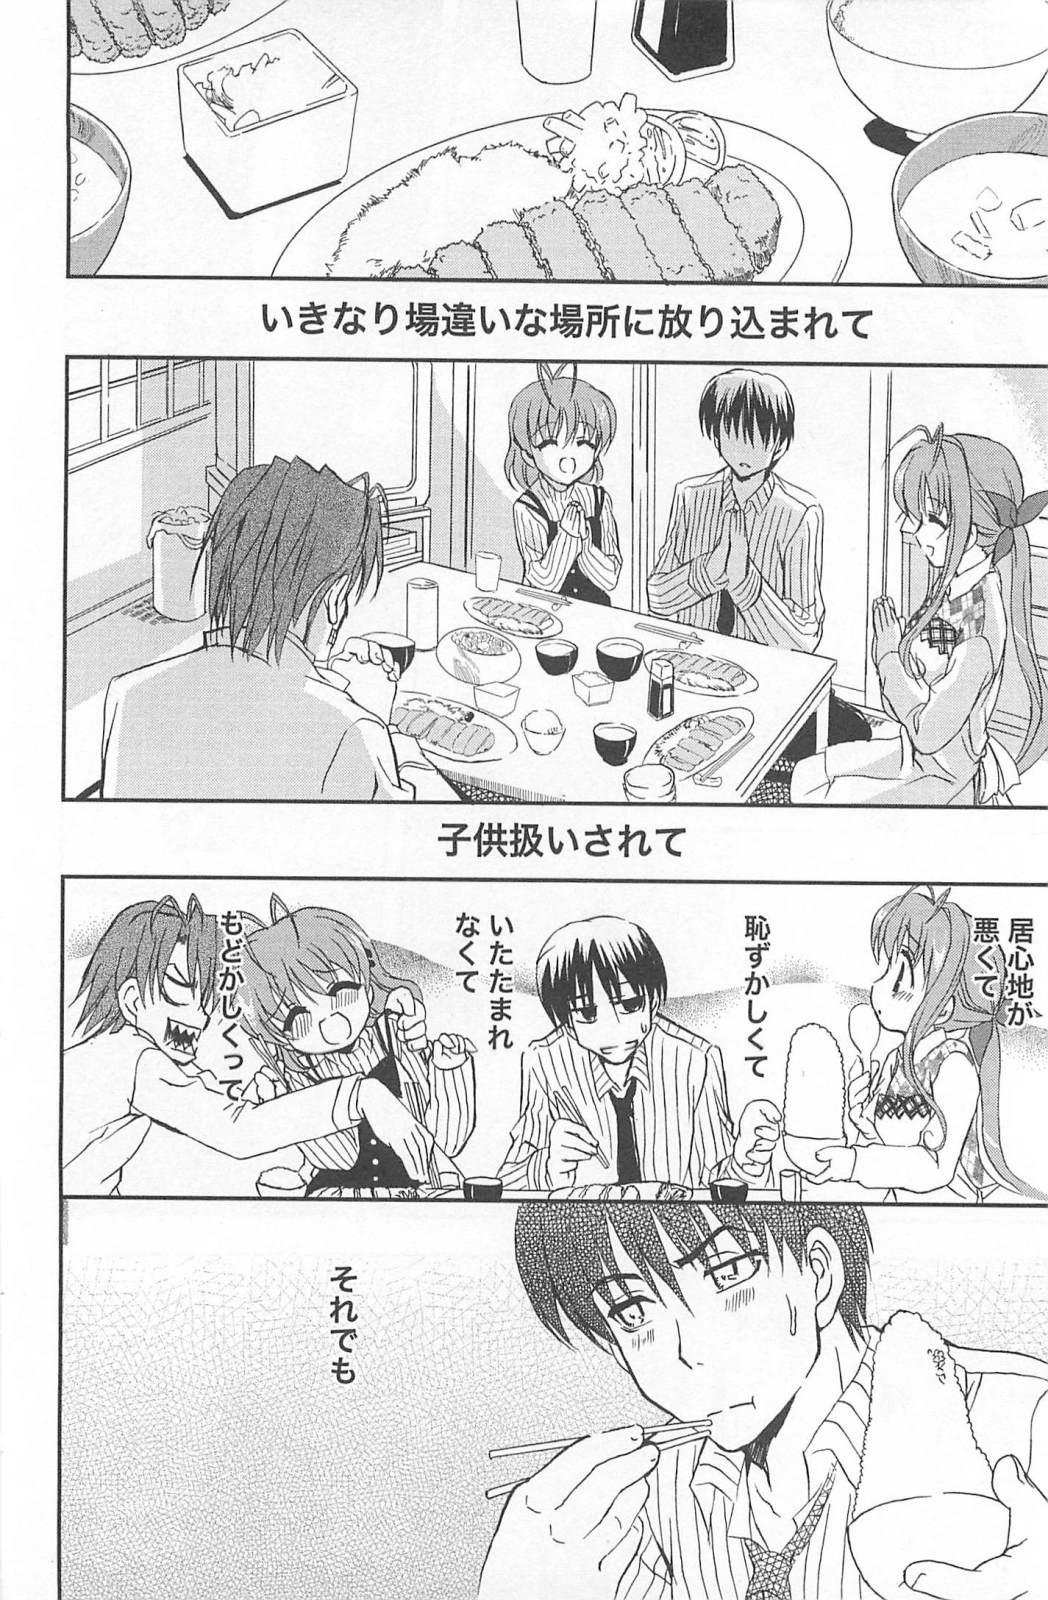 いきなり場違いな場所に放り込まれて
子供扱いされて
居心地が
悪くて
恥ずかしくて
いたたまれ
なくて
もどかしくって
それでも